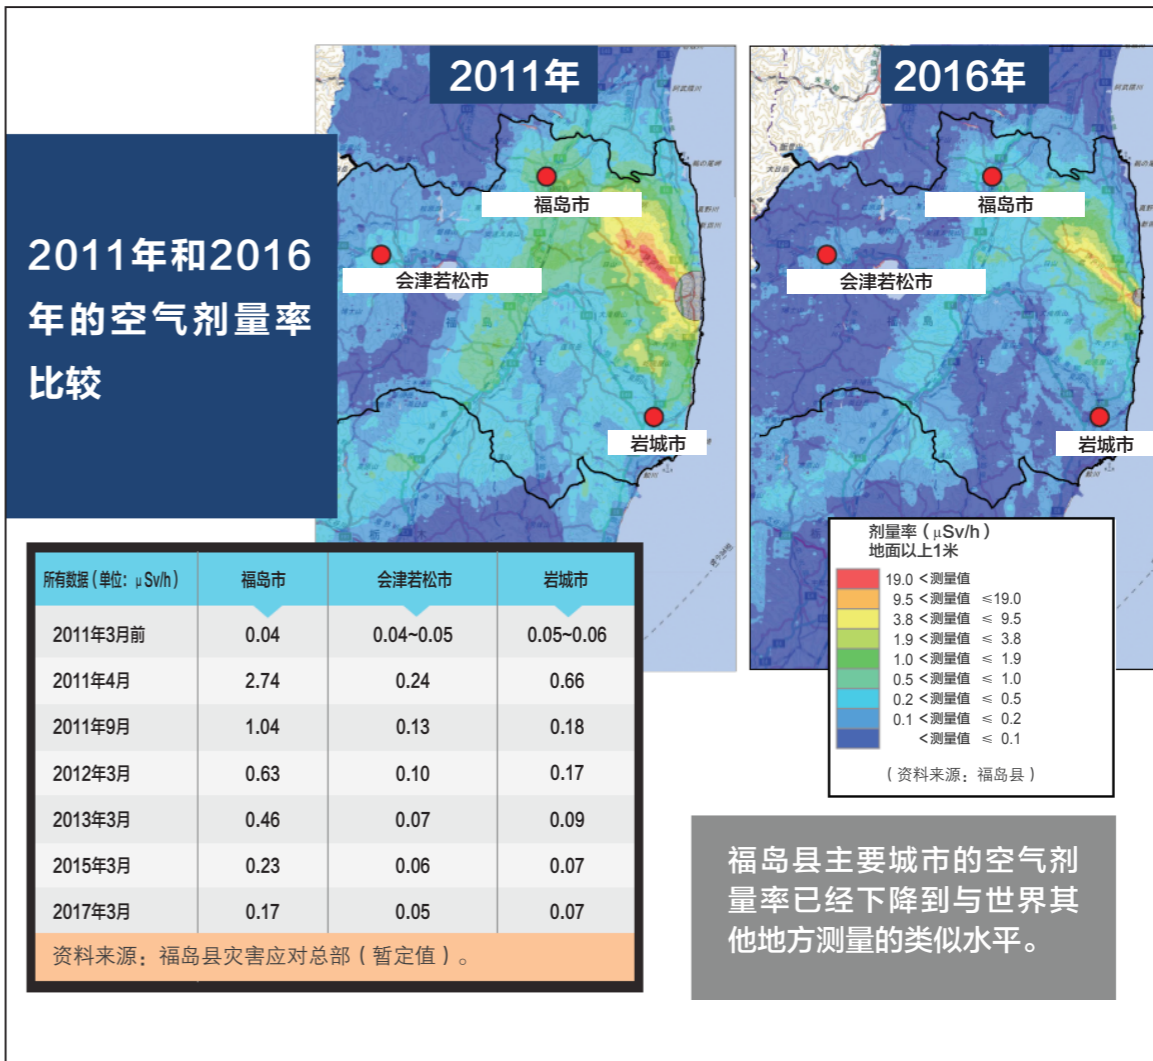 2011年
2016年
2011年和2016
年的空气剂量率
比较
福岛市
会津若松市
岩城市
福岛市
会津若松市
岩城市
剂量率（μSv/h）
地面以上1米
19.0 <测量值
9.5 <测量值 ≤19.0
3.8 <测量值 ≤ 9.5
1.9 <测量值 ≤ 3.8
1.0 <测量值 ≤ 1.9
0.5 <测量值 ≤ 1.0
0.2 <测量值 ≤ 0.5
0.1 <测量值 ≤ 0.2
<测量值 ≤ 0.1
（资料来源：福岛县）
所有数据（单位：μSv/h） 福岛市 会津若松市 岩城市
2011年3月前 0.04 0.04~0.05 0.05~0.06
2011年4月 2.74 0.24 0.66
2011年9月 1.04 0.13 0.18
2012年3月 0.63 0.10 0.17
2013年3月 0.46 0.07 0.09
2015年3月 0.23 0.06 0.07
2017年3月 0.17 0.05 0.07
资料来源：福岛县灾害应对总部（暂定值）。
福岛县主要城市的空气剂
量率已经下降到与世界其
他地方测量的类似水平。